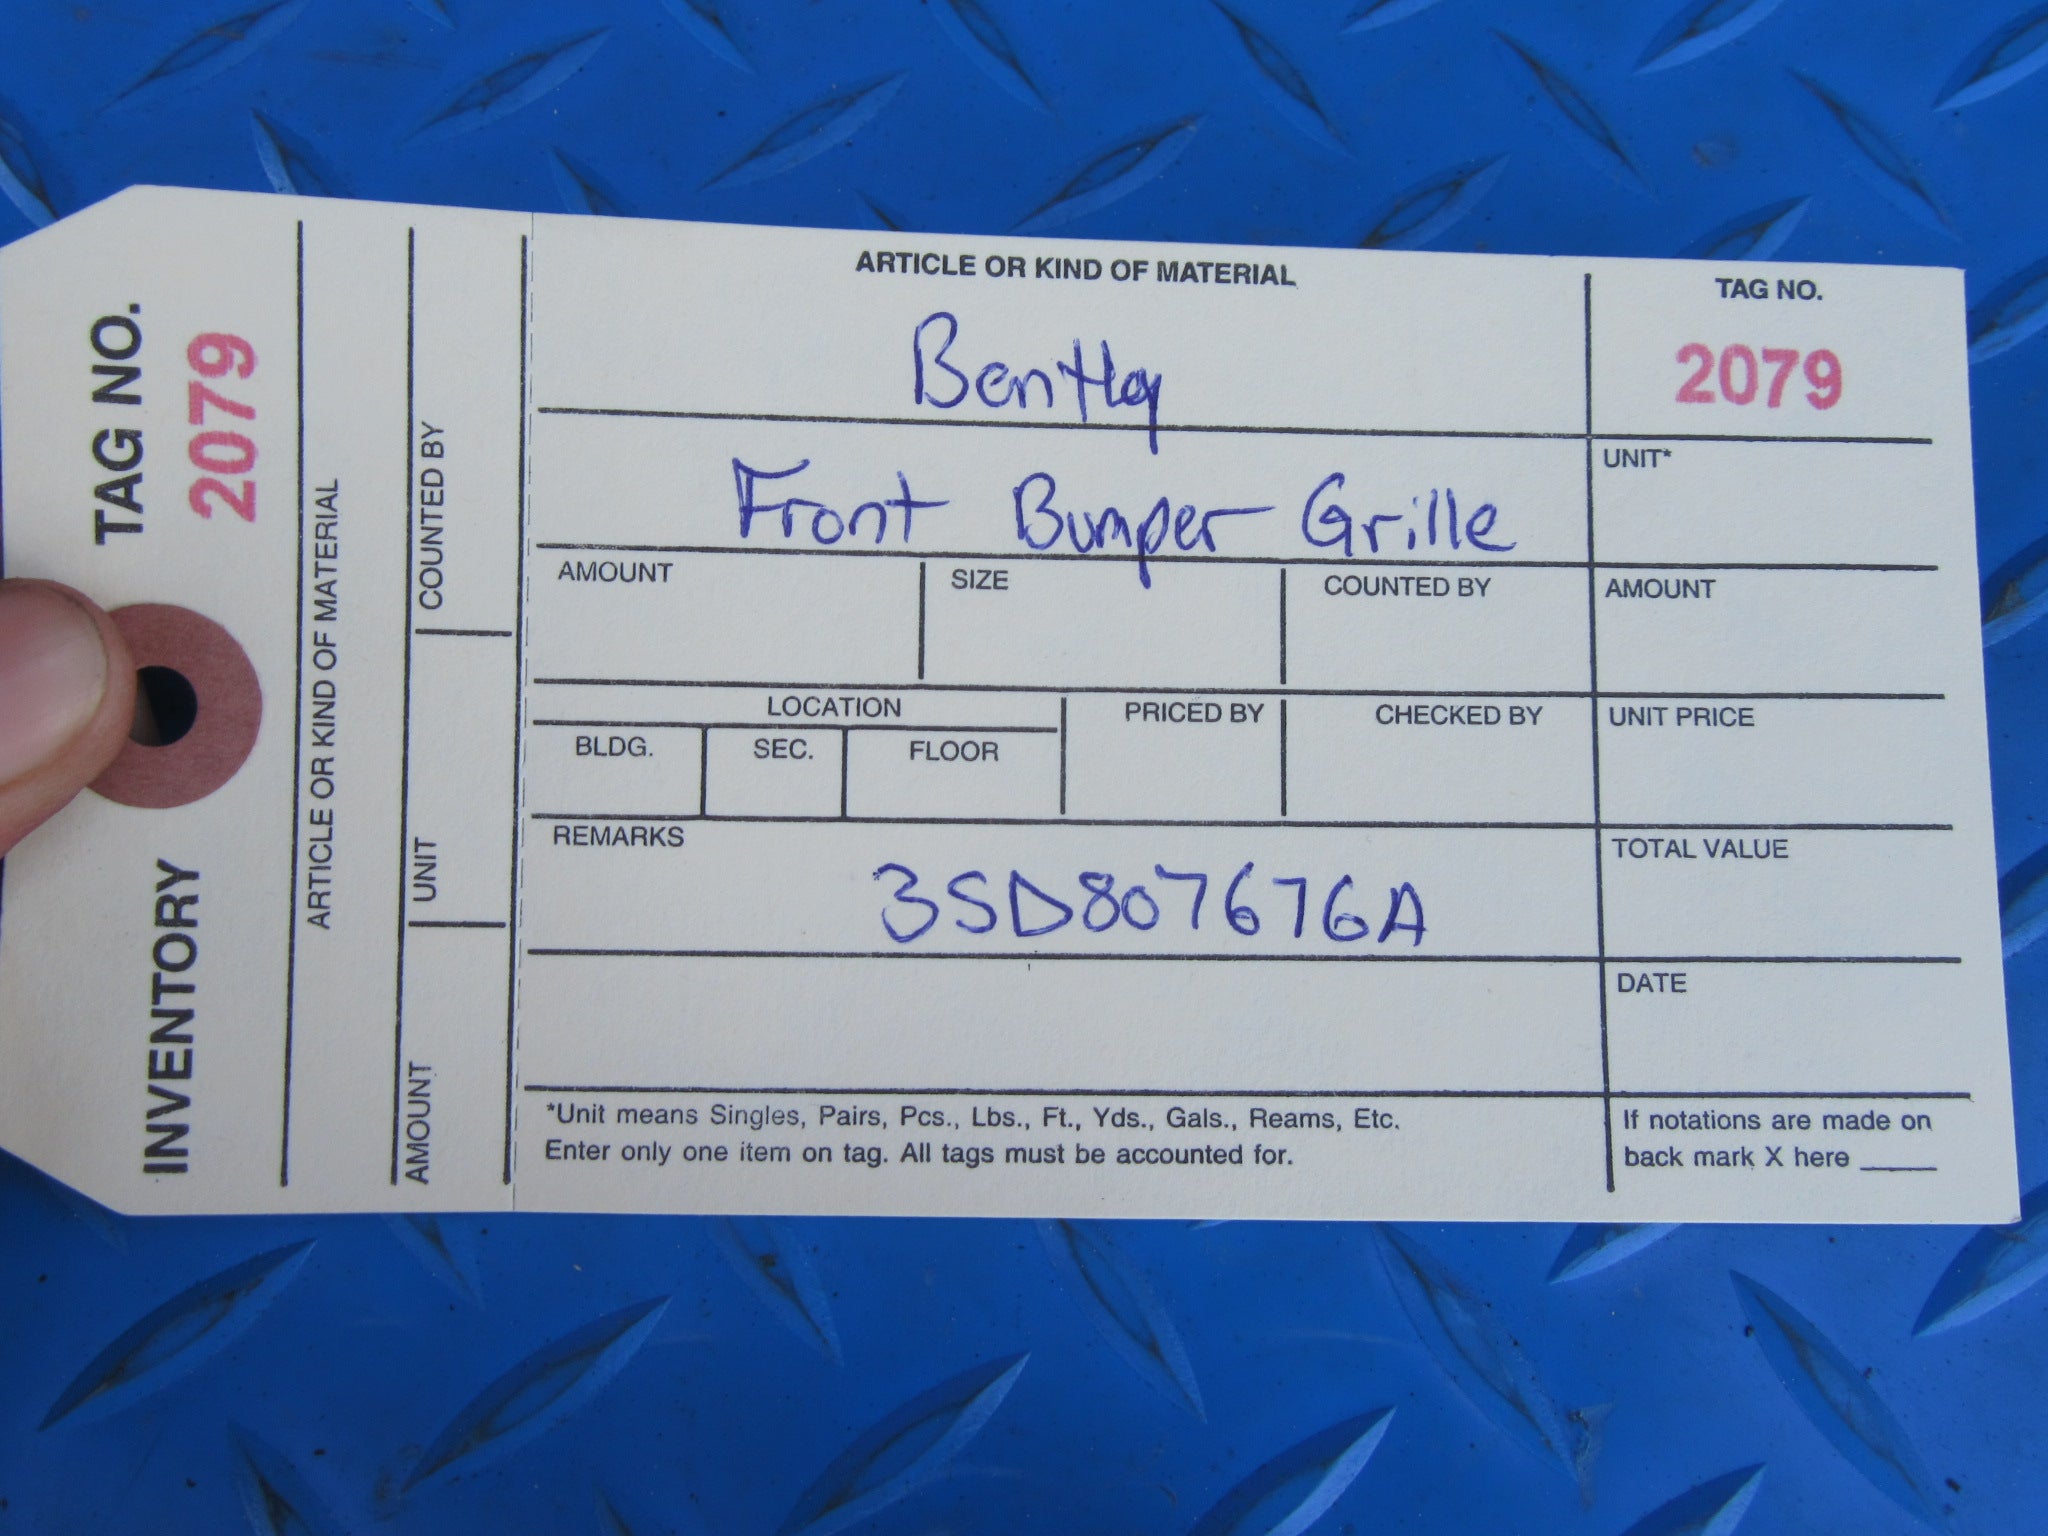 INVENTORY TAG NO.
2079
ARTICLE OR KIND OF MATERIAL
AMOUNT UNIT COUNTED BY
ARTICLE OR KIND OF MATERIAL
Bentley
Front Bumper Grille
TAG NO.
2079
UNIT*
AMOUNT SIZE COUNTED BY AMOUNT
LOCATION PRICED BY CHECKED BY UNIT PRICE
BLDG. SEC. FLOOR
REMARKS TOTAL VALUE
3SD807676A
DATE
*Unit means Singles, Pairs, Pcs., Lbs., Ft., Yds., Gals., Reams, Etc.
Enter only one item on tag. All tags must be accounted for.
If notations are made on
back mark X here ____